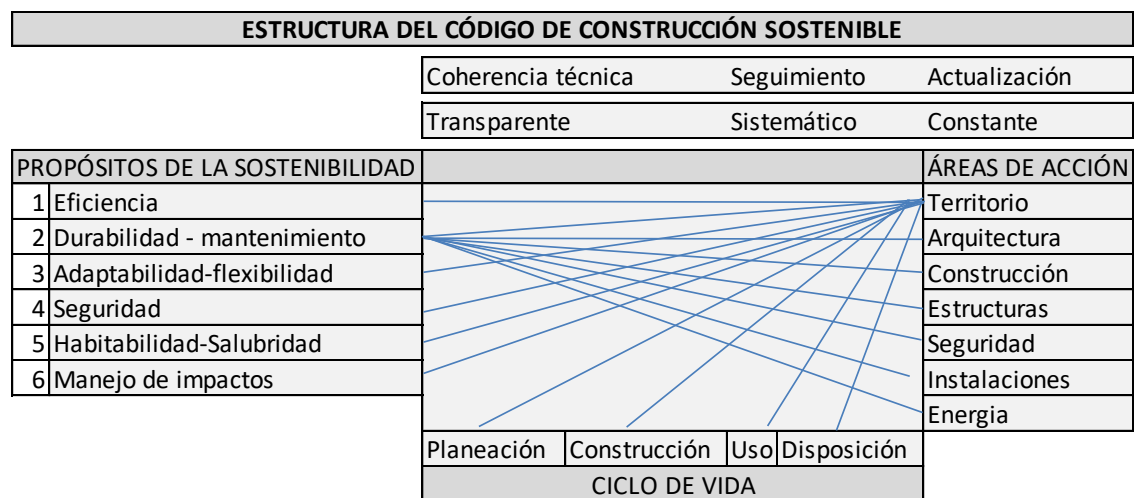 ESTRUCTURA DEL CÓDIGO DE CONSTRUCCIÓN SOSTENIBLE
Coherencia técnica Seguimiento Actualización
Transparente Sistemático Constante
PROPÓSITOS DE LA SOSTENIBILIDAD ÁREAS DE ACCIÓN
1 Eficiencia Territorio
2 Durabilidad - mantenimiento Arquitectura
3 Adaptabilidad-flexibilidad Construcción
4 Seguridad Estructuras
5 Habitabilidad-Salubridad Seguridad
6 Manejo de impactos Instalaciones
Energia
Planeación Construcción Uso Disposición
CICLO DE VIDA